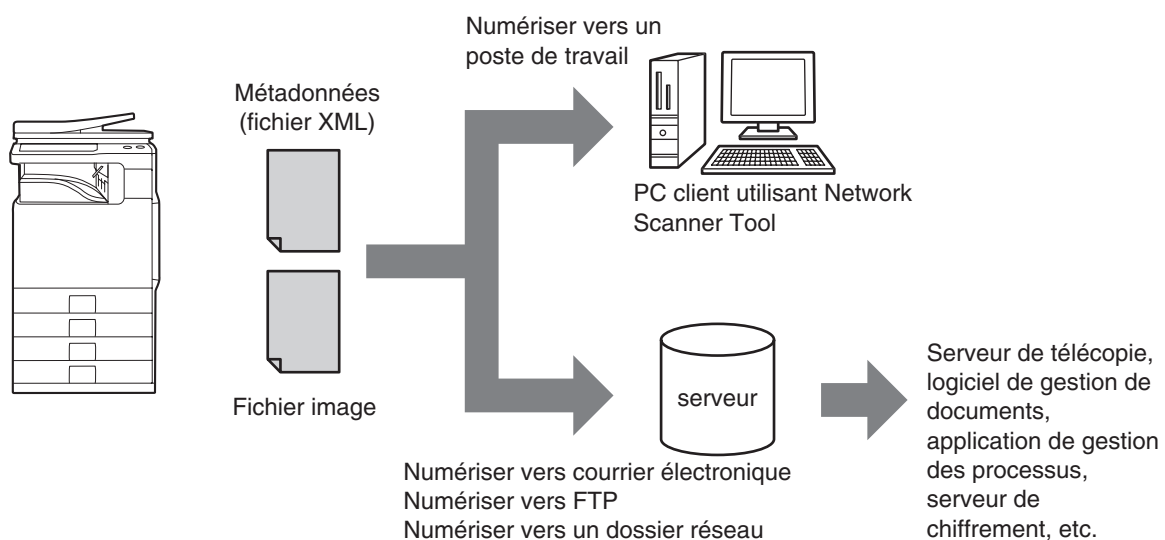 Numériser vers un
poste de travail
Métadonnées
(fichier XML)
PC client utilisant Network
Scanner Tool
Fichier image
serveur
Serveur de télécopie,
logiciel de gestion de
documents,
application de gestion
des processus,
serveur de
chiffrement, etc.
Numériser vers courrier électronique
Numériser vers FTP
Numériser vers un dossier réseau